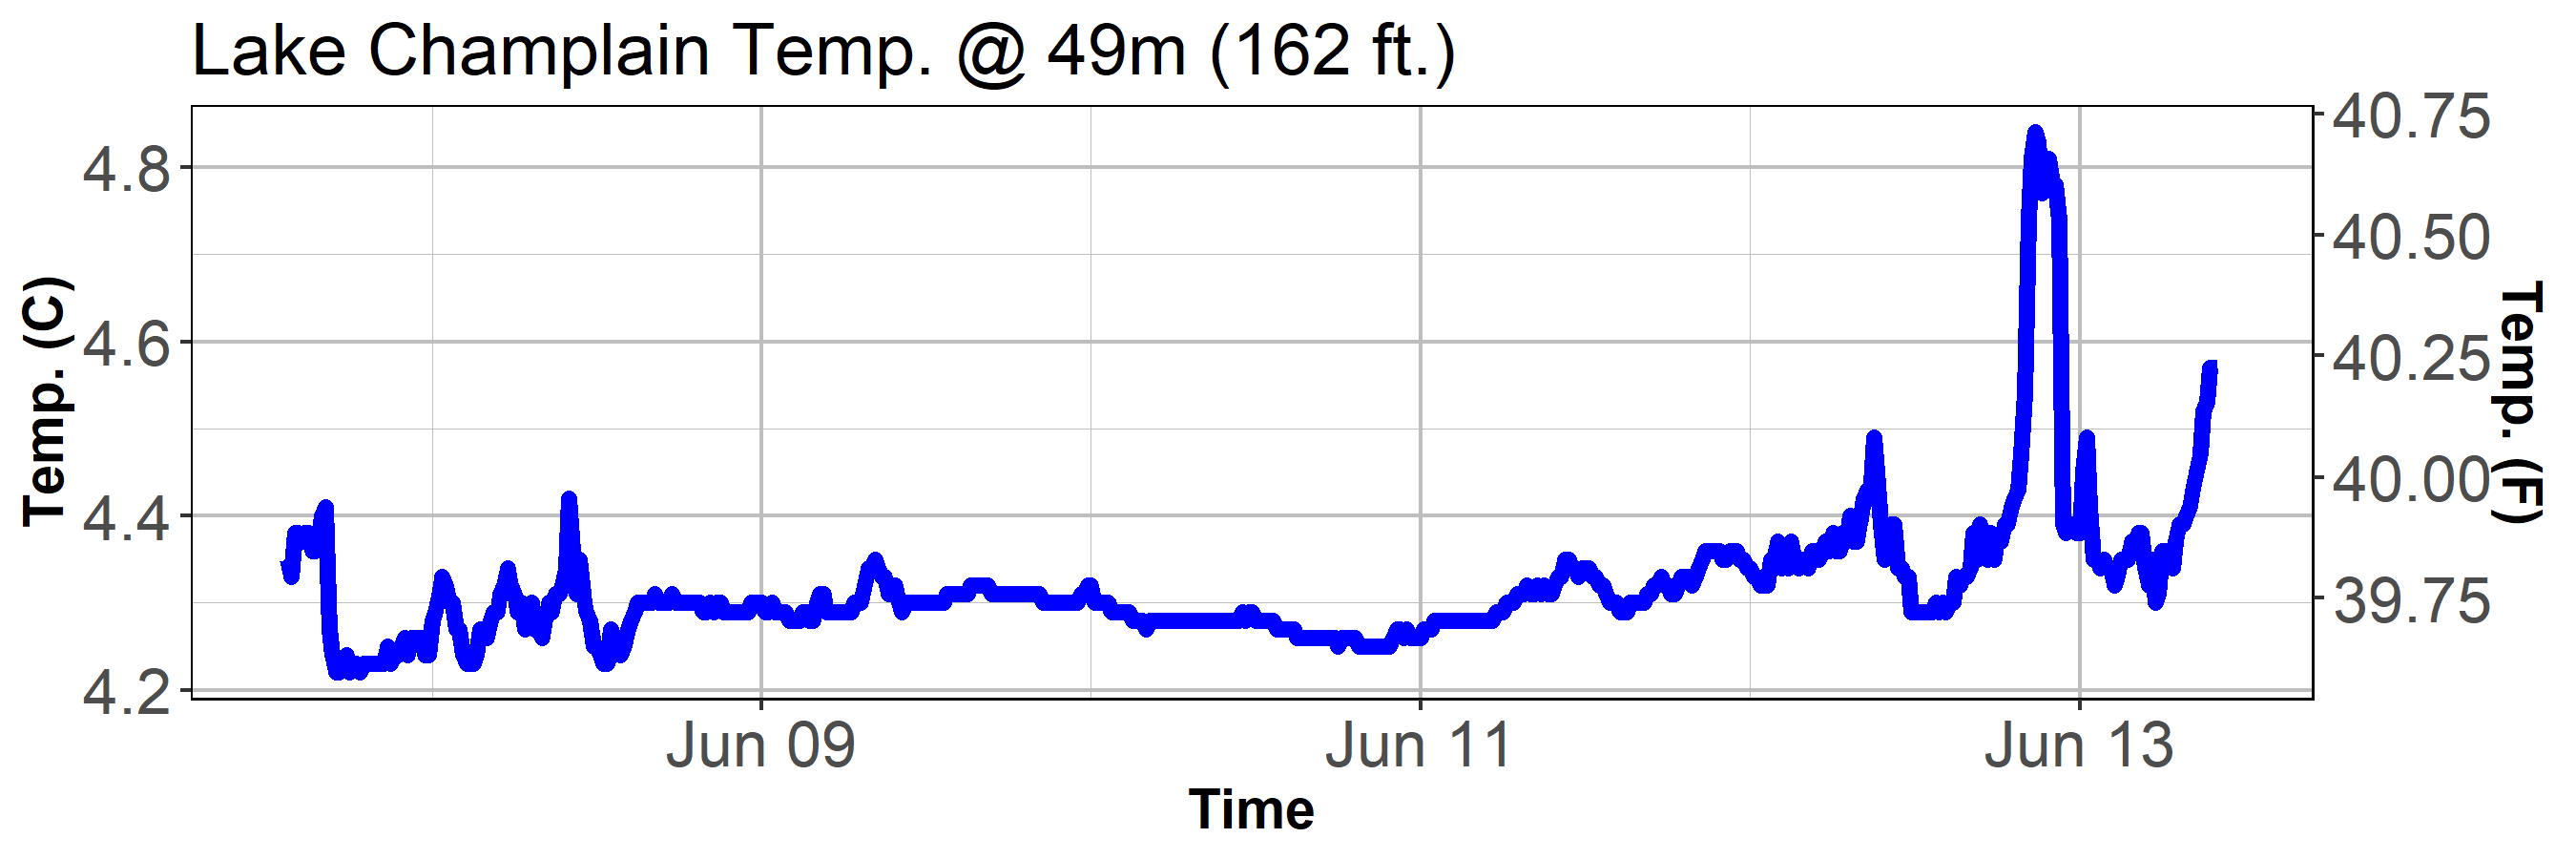 Lake Champlain Temp. @ 49m (162 ft.)
Temp. (C)
4.8
4.6
4.4
4.2
40.75
40.50
40.25
40.00
39.75
Temp. (F)
Jun 09 Jun 11 Jun 13
Time